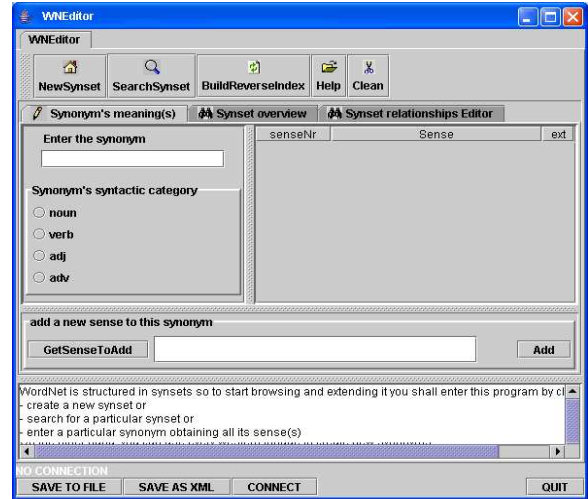 WNEditor
WNEditor
NewSynset SearchSynset BuildReverseIndex Help Clean
Synonym's meaning(s) Synset overview Synset relationships Editor
Enter the synonym
senseNr Sense ext
Synonym's syntactic category
noun
verb
adj
adv
add a new sense to this synonym
GetSenseToAdd Add
WordNet is structured in synsets so to start browsing and extending it you shall enter this program by cl
- create a new synset or
- search for a particular synset or
- enter a particular synonym obtaining all its sense(s)
NO CONNECTION
SAVE TO FILE SAVE AS XML CONNECT QUIT